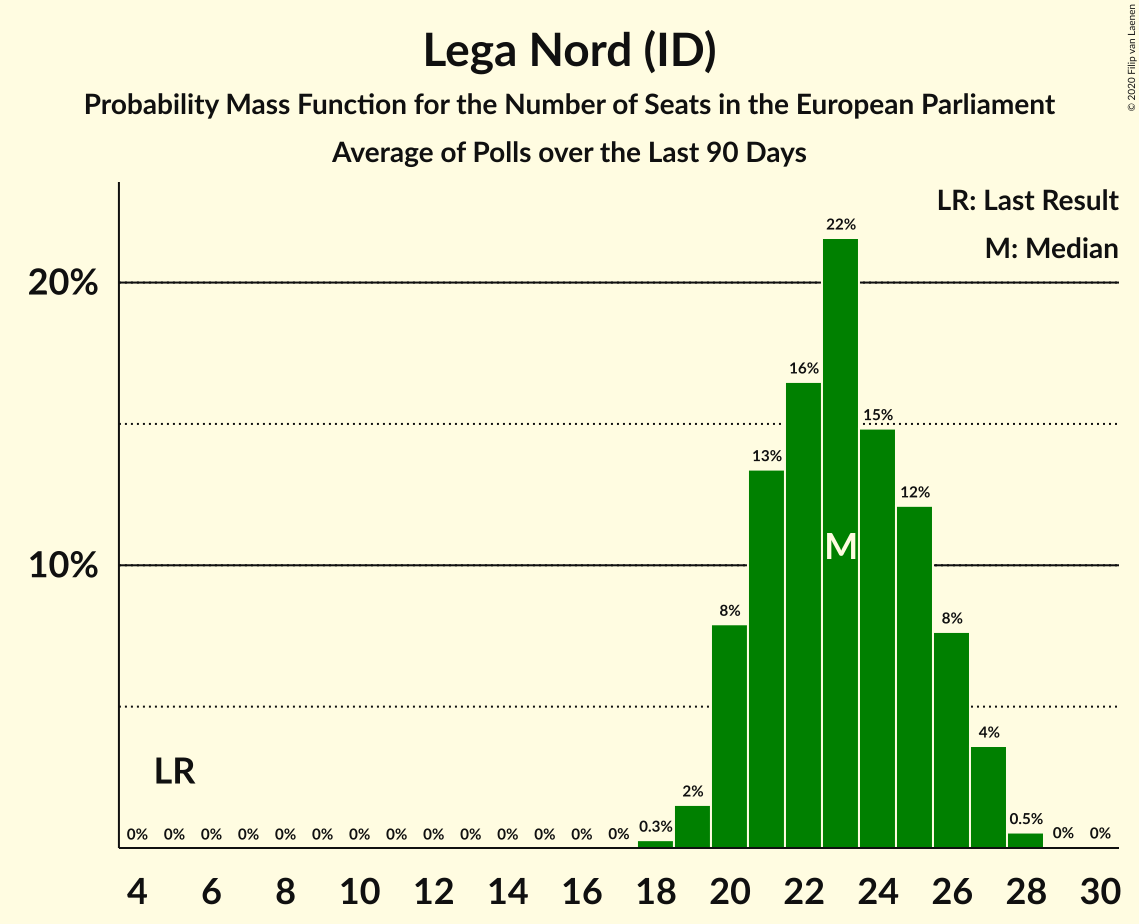 Lega Nord (ID)
Probability Mass Function for the Number of Seats in the European Parliament
Average of Polls over the Last 90 Days
© 2020 Filip van Laenen
LR: Last Result
M: Median
22%
20%
16%
15%
13%
12%
M
10%
8%
8%
4%
LR
2%
0% 0% 0% 0% 0% 0% 0% 0% 0% 0% 0% 0% 0% 0% 0.3% 0.5% 0% 0%
4 6 8 10 12 14 16 18 20 22 24 26 28 30